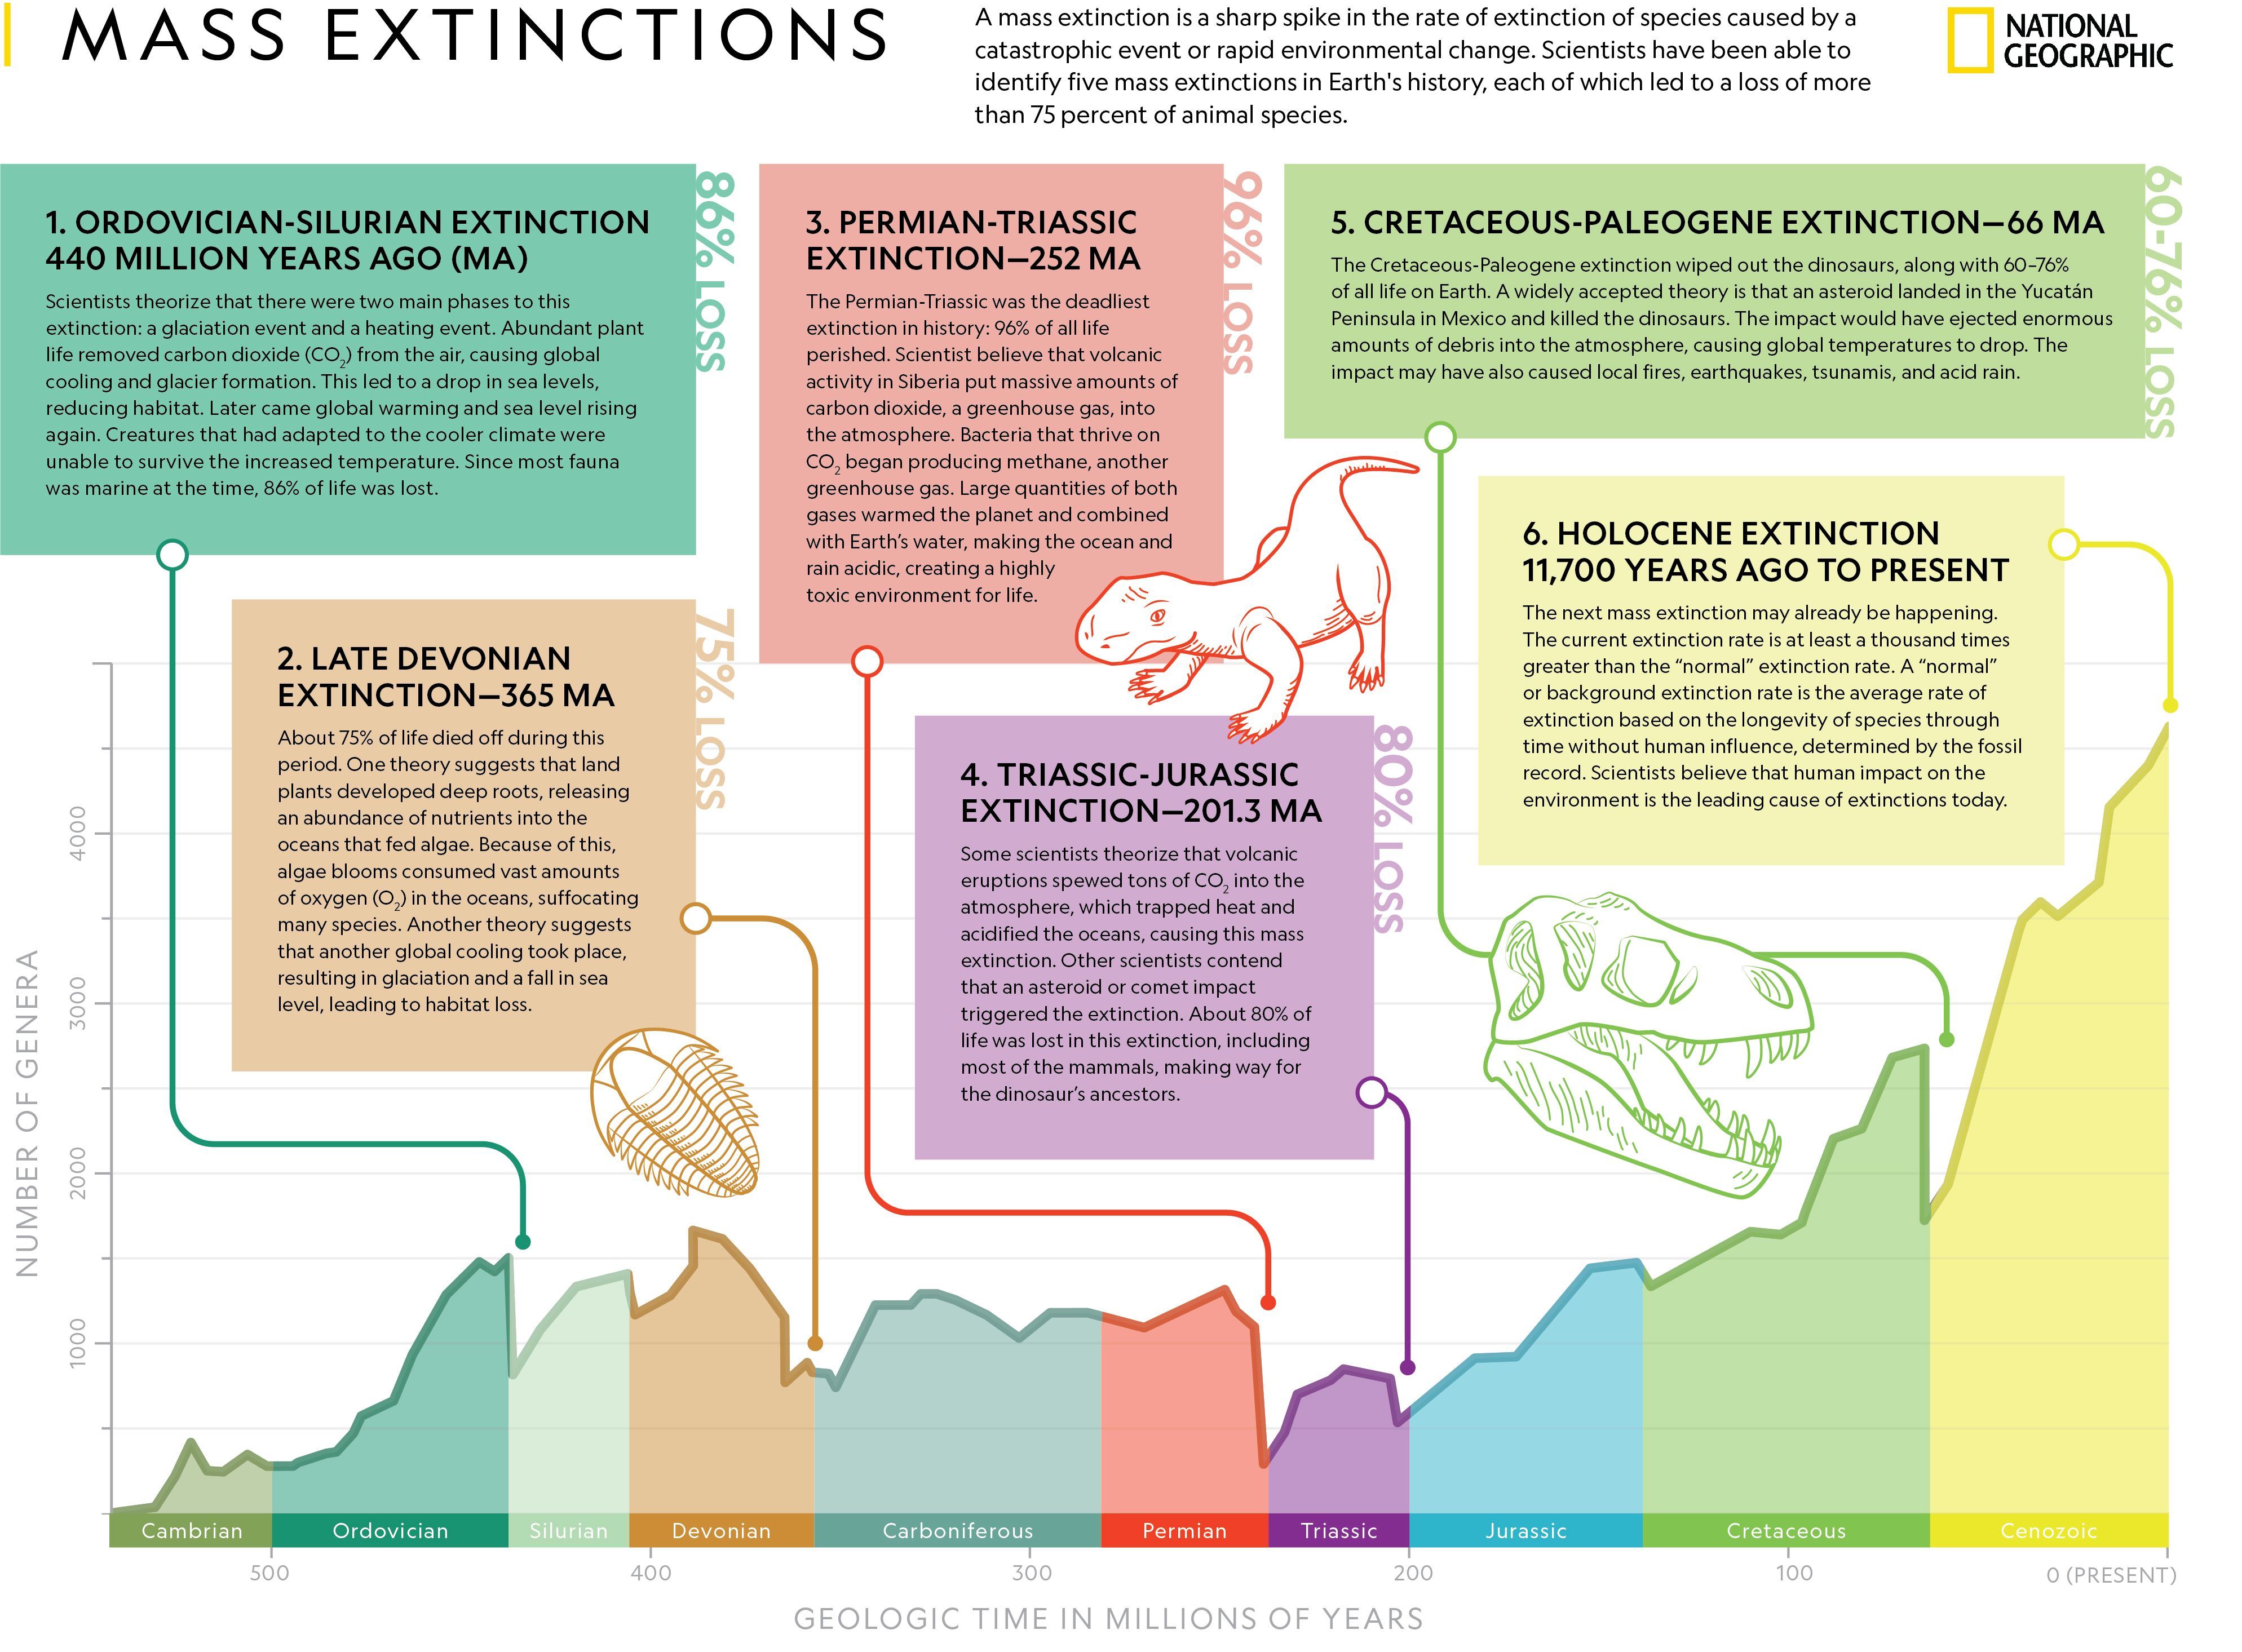 MASS EXTINCTIONS
A mass extinction is a sharp spike in the rate of extinction of species caused by a
catastrophic event or rapid environmental change. Scientists have been able to
identify five mass extinctions in Earth's history, each of which led to a loss of more
than 75 percent of animal species.
NATIONAL
GEOGRAPHIC
1. ORDOVICIAN-SILURIAN EXTINCTION
440 MILLION YEARS AGO (MA)
Scientists theorize that there were two main phases to this
extinction: a glaciation event and a heating event. Abundant plant
life removed carbon dioxide (CO₂) from the air, causing global
cooling and glacier formation. This led to a drop in sea levels,
reducing habitat. Later came global warming and sea level rising
again. Creatures that had adapted to the cooler climate were
unable to survive the increased temperature. Since most fauna
was marine at the time, 86% of life was lost.
86% LOSS
2. LATE DEVONIAN
EXTINCTION—365 MA
About 75% of life died off during this
period. One theory suggests that land
plants developed deep roots, releasing
an abundance of nutrients into the
oceans that fed algae. Because of this,
algae blooms consumed vast amounts
of oxygen (O₂) in the oceans, suffocating
many species. Another theory suggests
that another global cooling took place,
resulting in glaciation and a fall in sea
level, leading to habitat loss.
75% LOSS
3. PERMIAN-TRIASSIC
EXTINCTION—252 MA
The Permian-Triassic was the deadliest
extinction in history: 96% of all life
perished. Scientist believe that volcanic
activity in Siberia put massive amounts of
carbon dioxide, a greenhouse gas, into
the atmosphere. Bacteria that thrive on
CO₂ began producing methane, another
greenhouse gas. Large quantities of both
gases warmed the planet and combined
with Earth’s water, making the ocean and
rain acidic, creating a highly
toxic environment for life.
96% LOSS
4. TRIASSIC-JURASSIC
EXTINCTION—201.3 MA
Some scientists theorize that volcanic
eruptions spewed tons of CO₂ into the
atmosphere, which trapped heat and
acidified the oceans, causing this mass
extinction. Other scientists contend
that an asteroid or comet impact
triggered the extinction. About 80% of
life was lost in this extinction, including
most of the mammals, making way for
the dinosaur’s ancestors.
80% LOSS
5. CRETACEOUS-PALEOGENE EXTINCTION—66 MA
The Cretaceous-Paleogene extinction wiped out the dinosaurs, along with 60–76%
of all life on Earth. A widely accepted theory is that an asteroid landed in the Yucatán
Peninsula in Mexico and killed the dinosaurs. The impact would have ejected enormous
amounts of debris into the atmosphere, causing global temperatures to drop. The
impact may have also caused local fires, earthquakes, tsunamis, and acid rain.
60-76% LOSS
6. HOLOCENE EXTINCTION
11,700 YEARS AGO TO PRESENT
The next mass extinction may already be happening.
The current extinction rate is at least a thousand times
greater than the “normal” extinction rate. A “normal”
or background extinction rate is the average rate of
extinction based on the longevity of species through
time without human influence, determined by the fossil
record. Scientists believe that human impact on the
environment is the leading cause of extinctions today.
NUMBER OF GENERA
4000
3000
2000
1000
Cambrian Ordovician Silurian Devonian Carboniferous Permian Triassic Jurassic Cretaceous Cenozoic
500 400 300 200 100 0 (PRESENT)
GEOLOGIC TIME IN MILLIONS OF YEARS